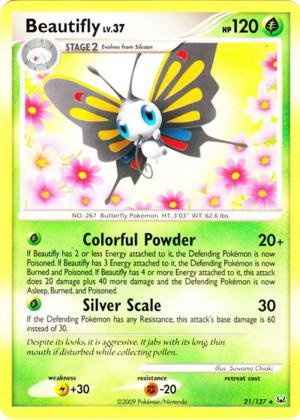 Beautifly LV.37
HP 120
STAGE 2 Evolves from Silcoon
NO. 267 Butterfly Pokémon HT: 3'03" WT: 62.6 lbs.
Colorful Powder 20+
If Beautifly has 2 or less Energy attached to it, the Defending Pokémon is now
Poisoned. If Beautifly has 3 Energy attached to it, the Defending Pokémon is now
Burned and Poisoned. If Beautifly has 4 or more Energy attached to it, this attack
does 20 damage plus 40 more damage and the Defending Pokémon is now
Asleep, Burned, and Poisoned.
Silver Scale 30
If the Defending Pokémon has any Resistance, this attack's base damage is 60
instead of 30.
Despite its looks, it is aggressive. It jabs with its long, thin
mouth if disturbed while collecting pollen.
Illus. Suwama Chiaki
weakness resistance retreat cost
+30 -20
©2009 Pokémon/Nintendo 21/127 ★